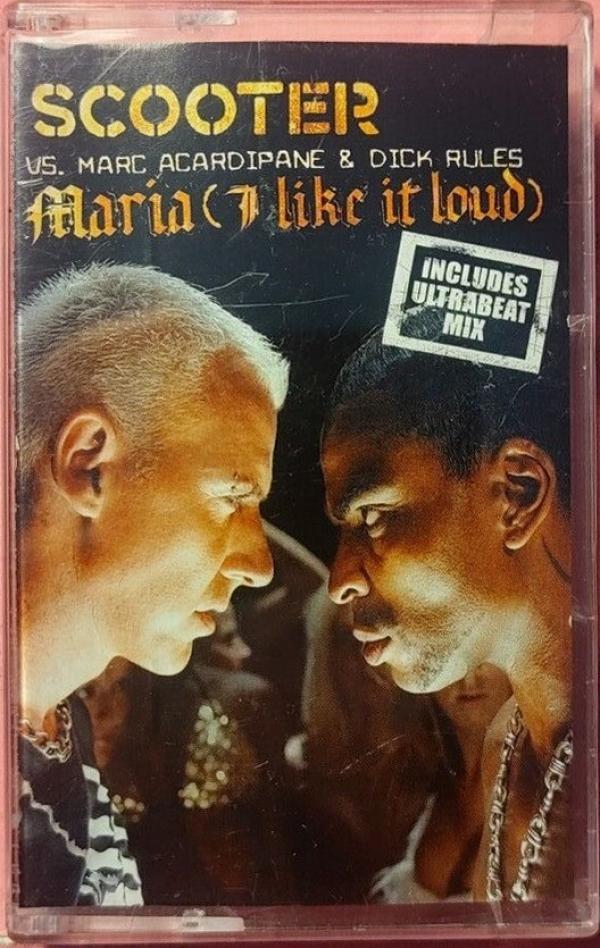 SCOOTER
VS. MARC ACARDIPANE & DICK RULES
Maria (I like it loud)
INCLUDES
ULTRABEAT
MIX